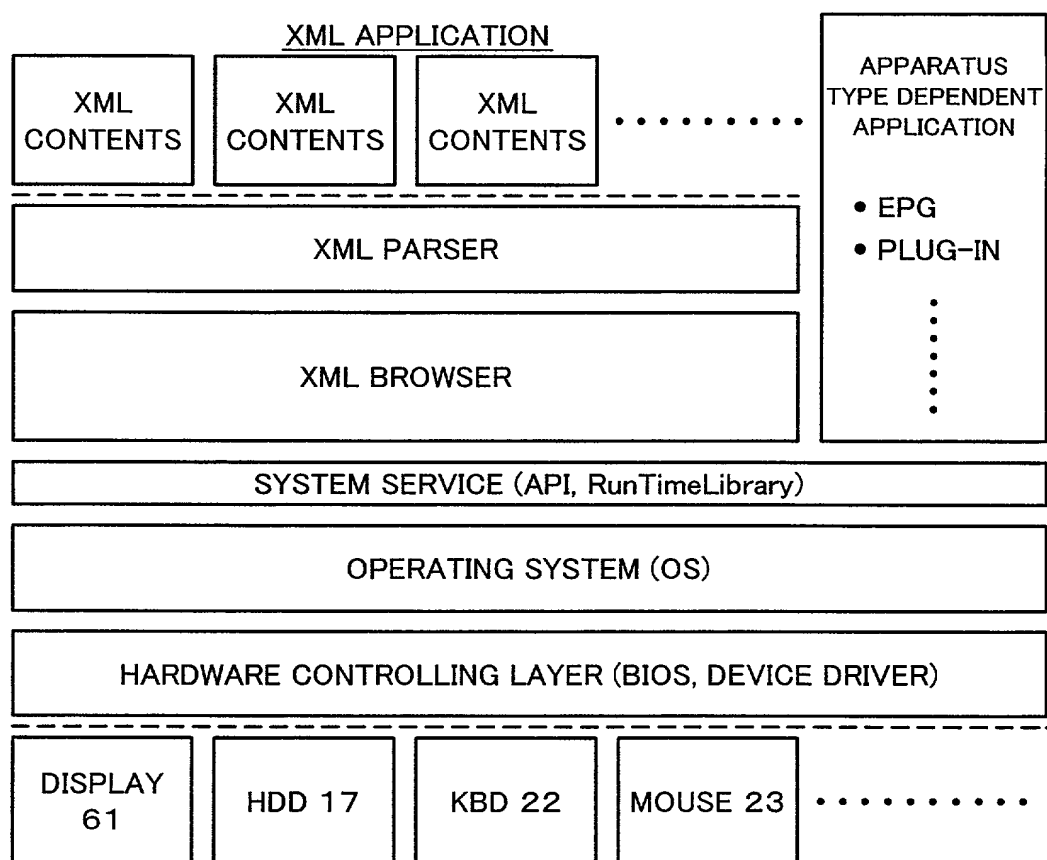 XML APPLICATION
XML
CONTENTS
XML
CONTENTS
XML
CONTENTS
APPARATUS
TYPE DEPENDENT
APPLICATION
• EPG
• PLUG-IN
XML PARSER
XML BROWSER
SYSTEM SERVICE (API, RunTimeLibrary)
OPERATING SYSTEM (OS)
HARDWARE CONTROLLING LAYER (BIOS, DEVICE DRIVER)
DISPLAY
61
HDD 17
KBD 22
MOUSE 23